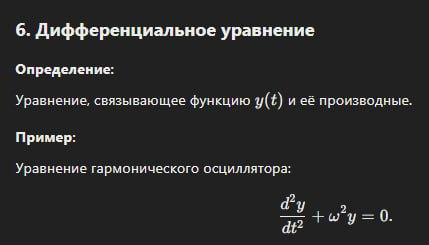 6. Дифференциальное уравнение
Определение:
Уравнение, связывающее функцию y(t) и её производные.
Пример:
Уравнение гармонического осциллятора:
d²y/dt² + ω²y = 0.